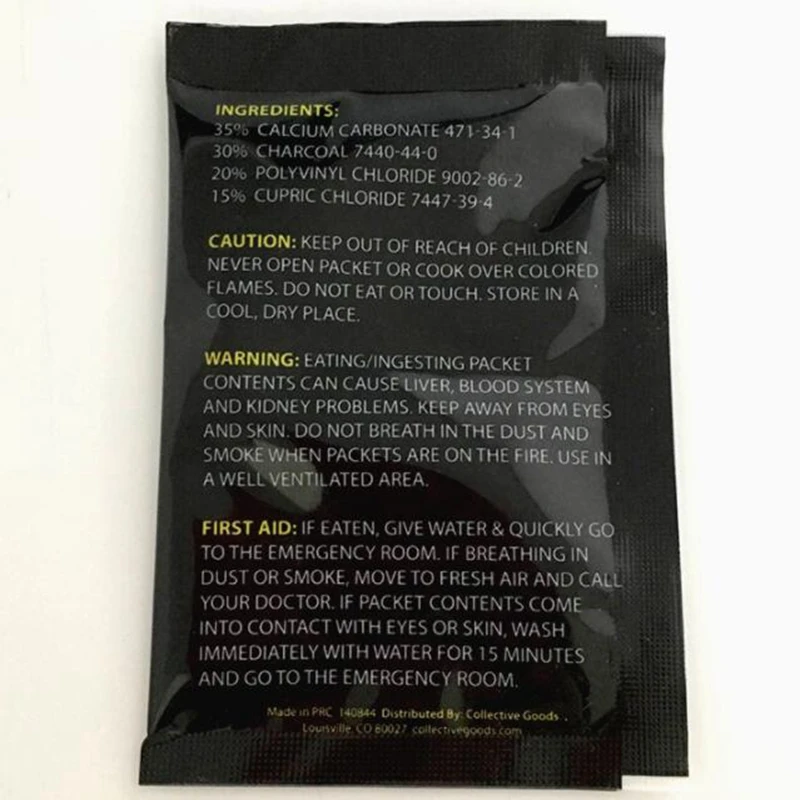 INGREDIENTS:
35% CALCIUM CARBONATE 471-34-1
30% CHARCOAL 7440-44-0
20% POLYVINYL CHLORIDE 9002-86-2
15% CUPRIC CHLORIDE 7447-39-4
CAUTION: KEEP OUT OF REACH OF CHILDREN.
NEVER OPEN PACKET OR COOK OVER COLORED
FLAMES. DO NOT EAT OR TOUCH. STORE IN A
COOL, DRY PLACE.
WARNING: EATING/INGESTING PACKET
CONTENTS CAN CAUSE LIVER, BLOOD SYSTEM
AND KIDNEY PROBLEMS. KEEP AWAY FROM EYES
AND SKIN. DO NOT BREATH IN THE DUST AND
SMOKE WHEN PACKETS ARE ON THE FIRE. USE IN
A WELL VENTILATED AREA.
FIRST AID: IF EATEN, GIVE WATER & QUICKLY GO
TO THE EMERGENCY ROOM. IF BREATHING IN
DUST OR SMOKE, MOVE TO FRESH AIR AND CALL
YOUR DOCTOR. IF PACKET CONTENTS COME
INTO CONTACT WITH EYES OR SKIN, WASH
IMMEDIATELY WITH WATER FOR 15 MINUTES
AND GO TO THE EMERGENCY ROOM.
Made in PRC 140844 Distributed By: Collective Goods .
Louisville, CO 80027 collectivegoods.com